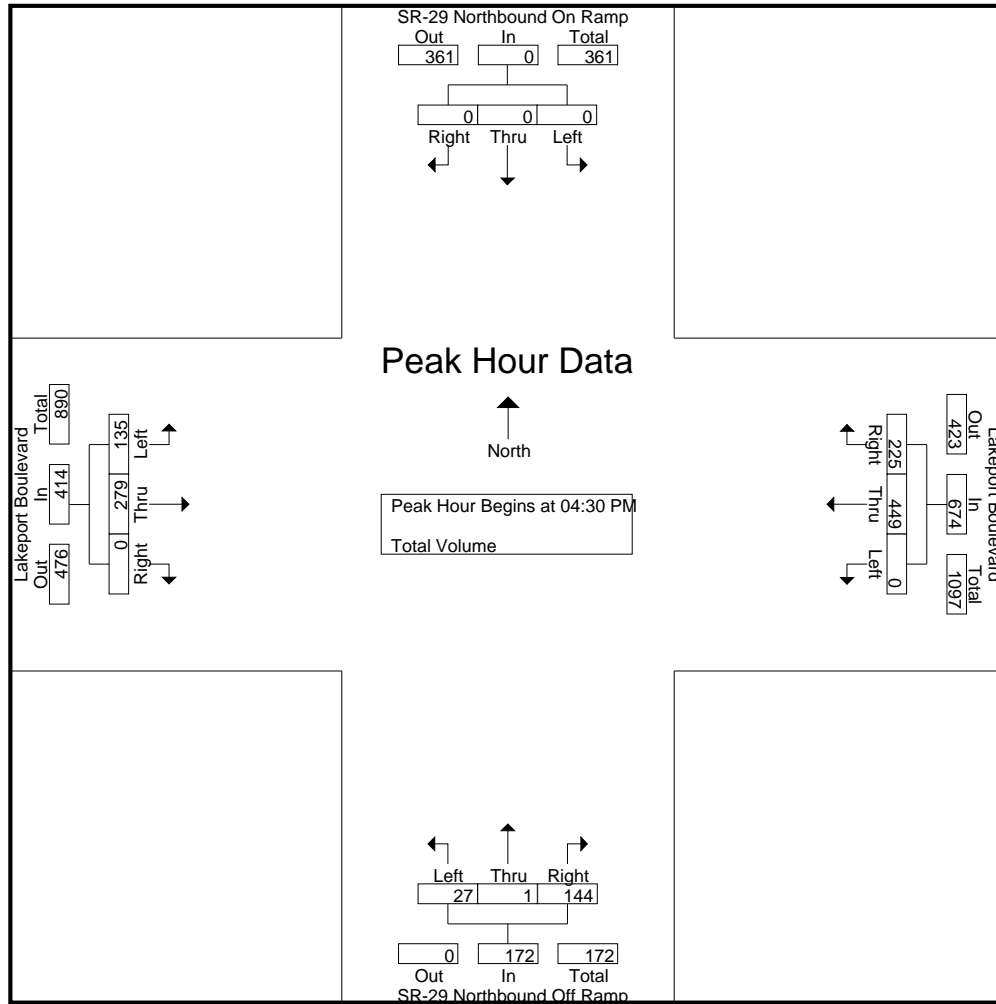 SR-29 Northbound On Ramp
Out In Total
361 0 361
0 0 0
Right Thru Left
Peak Hour Data
North
Peak Hour Begins at 04:30 PM
Total Volume
Lakeport Boulevard
Out In Total
476 414 890
Right Thru Left
0 279 135
Lakeport Boulevard
Out In Total
423 674 1097
Right Thru Left
225 449 0
Left Thru Right
27 1 144
0 172 172
Out In Total
SR-29 Northbound Off Ramp